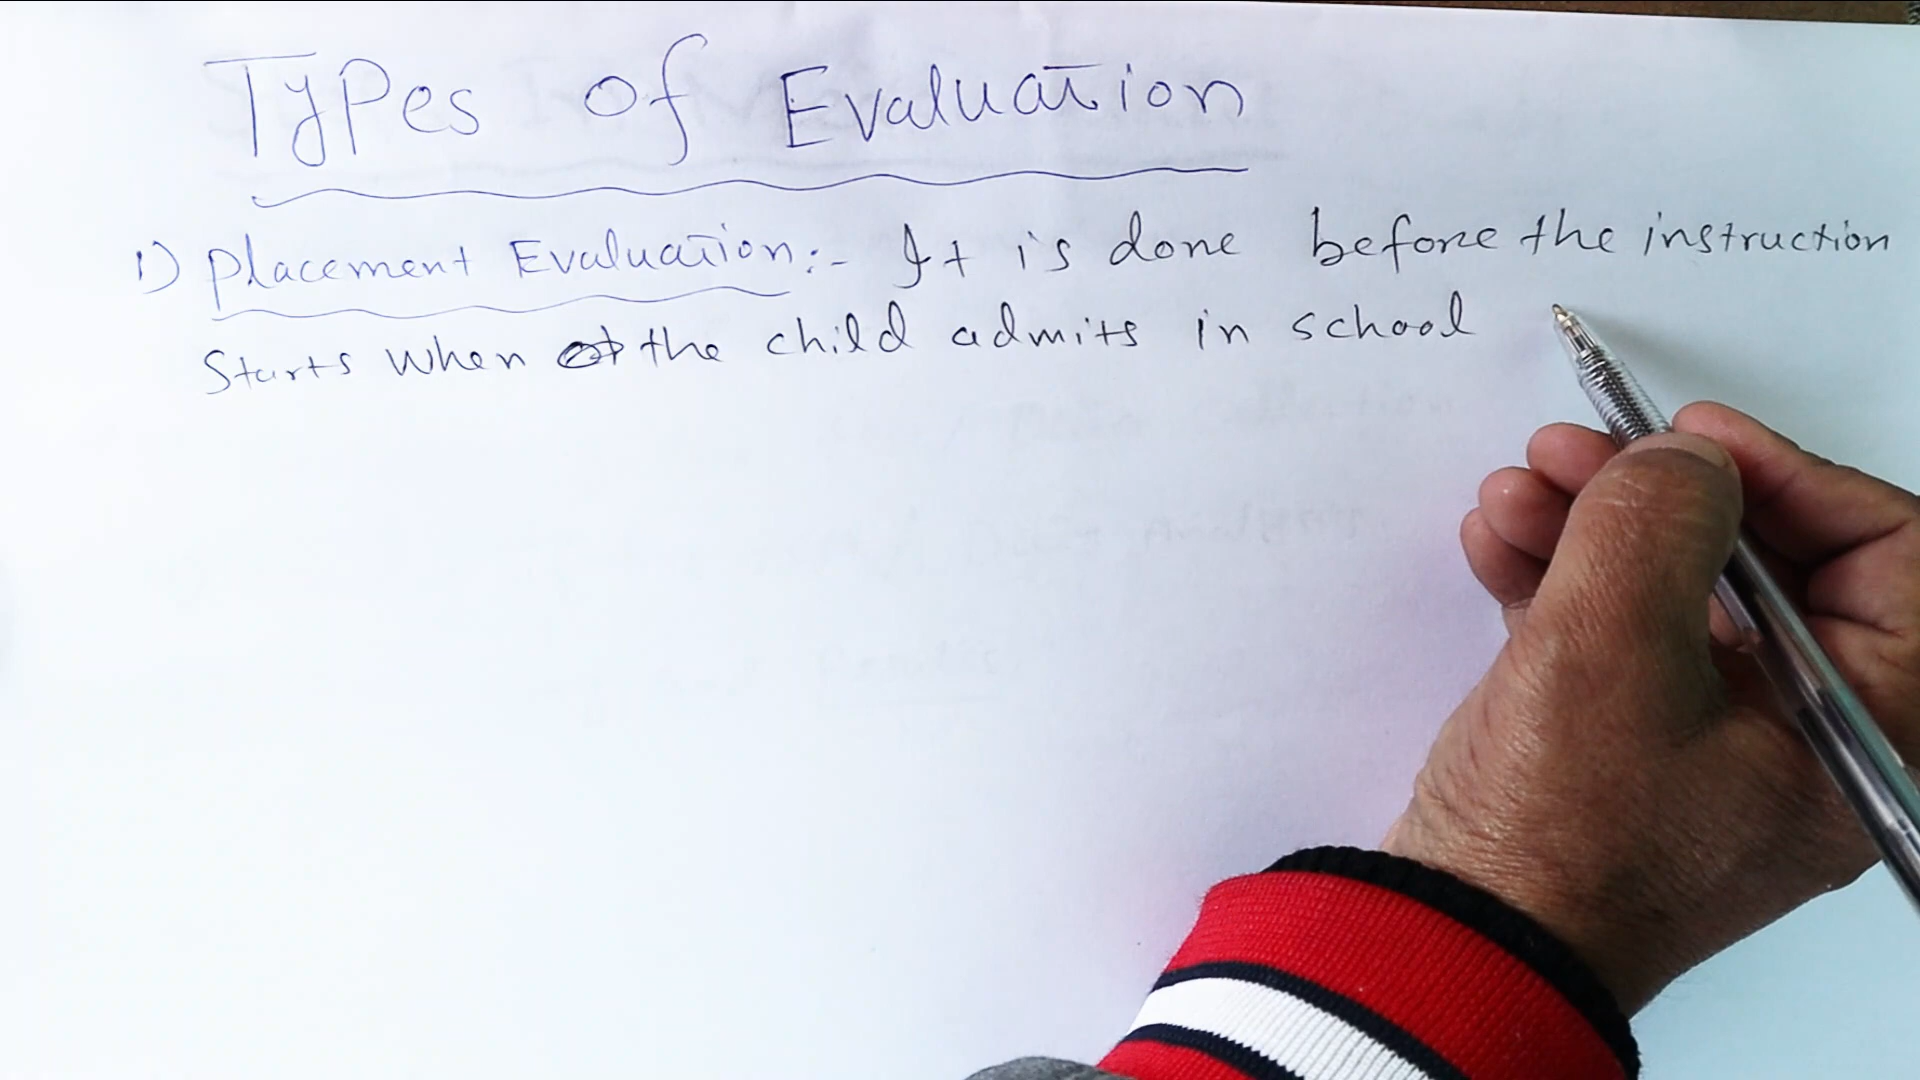 Types of Evaluation
1) Placement Evaluation:- It is done before the instruction
Starts when the child admits in school